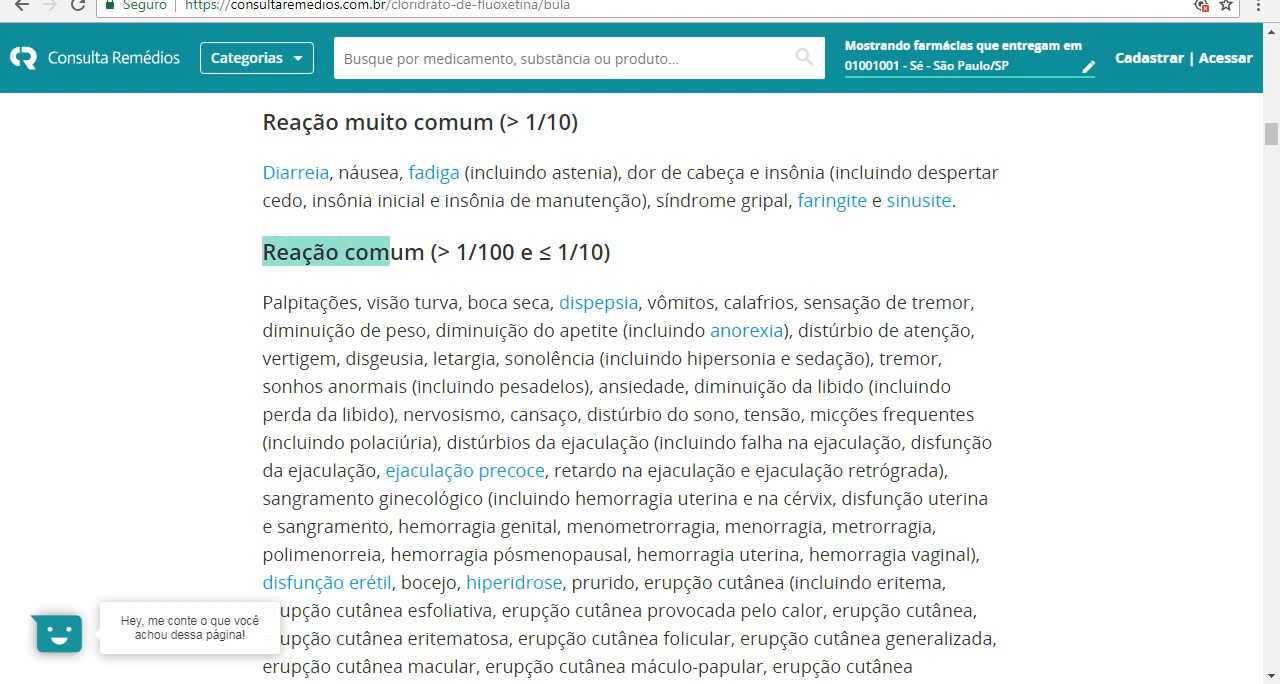 Seguro | https://consultaremedios.com.br/cloridrato-de-fluoxetina/bula
Consulta Remédios
Categorias
Busque por medicamento, substância ou produto...
Mostrando farmácias que entregam em
01001001 - Sé - São Paulo/SP
Cadastrar | Acessar
Reação muito comum (> 1/10)
Diarreia, náusea, fadiga (incluindo astenia), dor de cabeça e insônia (incluindo despertar
cedo, insônia inicial e insônia de manutenção), síndrome gripal, faringite e sinusite.
Reação comum (> 1/100 e ≤ 1/10)
Palpitações, visão turva, boca seca, dispepsia, vômitos, calafrios, sensação de tremor,
diminuição de peso, diminuição do apetite (incluindo anorexia), distúrbio de atenção,
vertigem, disgeusia, letargia, sonolência (incluindo hipersonia e sedação), tremor,
sonhos anormais (incluindo pesadelos), ansiedade, diminuição da libido (incluindo
perda da libido), nervosismo, cansaço, distúrbio do sono, tensão, micções frequentes
(incluindo polaciúria), distúrbios da ejaculação (incluindo falha na ejaculação, disfunção
da ejaculação, ejaculação precoce, retardo na ejaculação e ejaculação retrógrada),
sangramento ginecológico (incluindo hemorragia uterina e na cérvix, disfunção uterina
e sangramento, hemorragia genital, menometrorragia, menorragia, metrorragia,
polimenorreia, hemorragia pósmenopausal, hemorragia uterina, hemorragia vaginal),
disfunção erétil, bocejo, hiperidrose, prurido, erupção cutânea (incluindo eritema,
erupção cutânea esfoliativa, erupção cutânea provocada pelo calor, erupção cutânea,
erupção cutânea eritematosa, erupção cutânea folicular, erupção cutânea generalizada,
erupção cutânea macular, erupção cutânea máculo-papular, erupção cutânea
Hey, me conte o que você
achou dessa página!